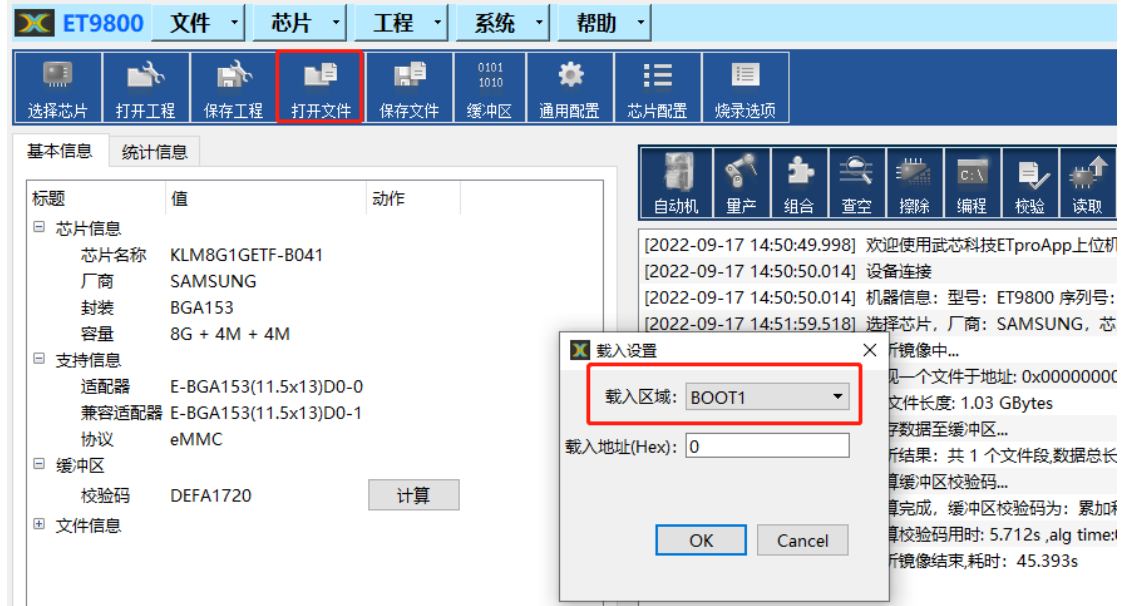 ET9800 文件 芯片 工程 系统 帮助
0101
1010
选择芯片 打开工程 保存工程 打开文件 保存文件 缓冲区 通用配置 芯片配置 烧录选项
基本信息 统计信息
C:\
自动机 量产 组合 查空 擦除 编程 校验 读取
标题 值 动作
芯片信息
芯片名称 KLM8G1GETF-B041
厂商 SAMSUNG
封装 BGA153
容量 8G + 4M + 4M
支持信息
适配器 E-BGA153(11.5x13)D0-0
兼容适配器 E-BGA153(11.5x13)D0-1
协议 eMMC
缓冲区
校验码 DEFA1720 计算
文件信息
[2022-09-17 14:50:49.998] 欢迎使用武芯科技ETproApp上位机
[2022-09-17 14:50:50.014] 设备连接
[2022-09-17 14:50:50.014] 机器信息: 型号: ET9800 序列号:
[2022-09-17 14:51:59.518] 选择芯片, 厂商: SAMSUNG, 芯
载入设置
载入区域: BOOT1
载入地址(Hex): 0
OK Cancel
镜像中...
一个文件于地址: 0x00000000
文件长度: 1.03 GBytes
数据至缓冲区...
结果: 共 1 个文件段,数据总长
缓冲区校验码...
完成, 缓冲区校验码为: 累加和
校验码用时: 5.712s ,alg time:
镜像结束,耗时: 45.393s